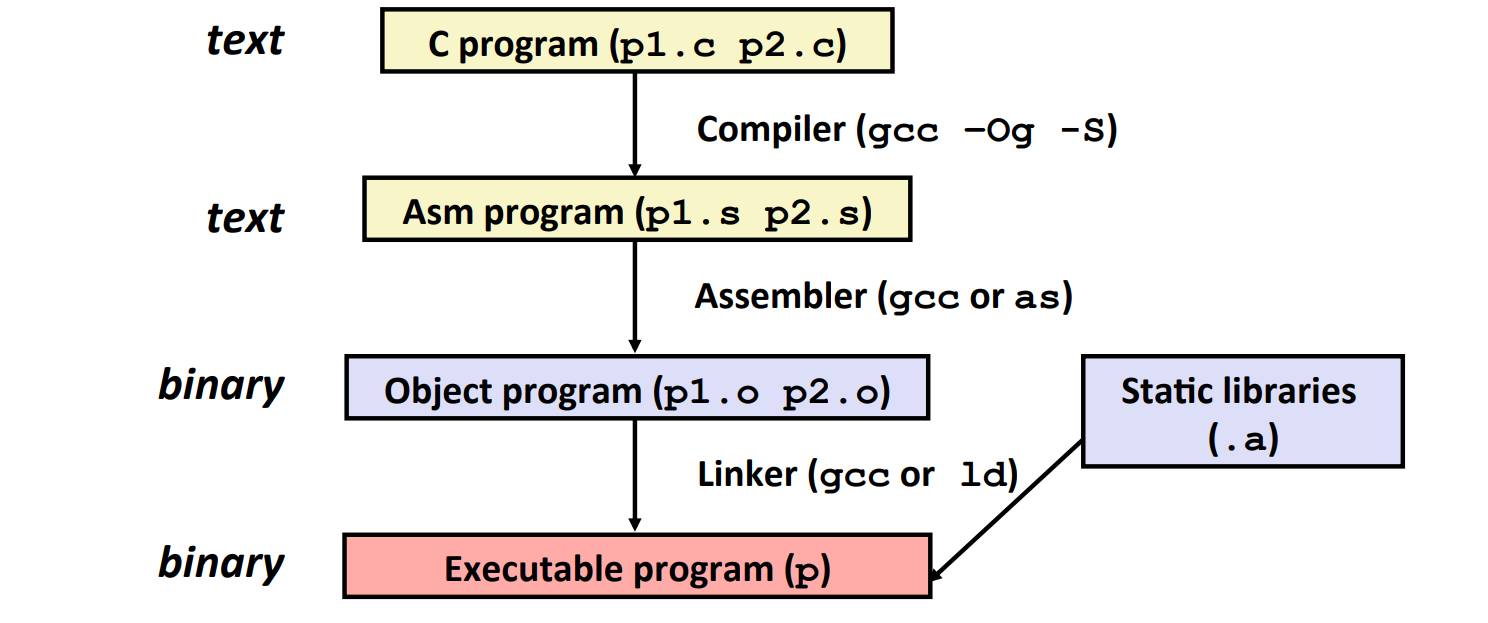 text
C program (p1.c p2.c)
Compiler (gcc –Og -S)
text
Asm program (p1.s p2.s)
Assembler (gcc or as)
binary
Object program (p1.o p2.o)
Static libraries
(.a)
Linker (gcc or ld)
binary
Executable program (p)